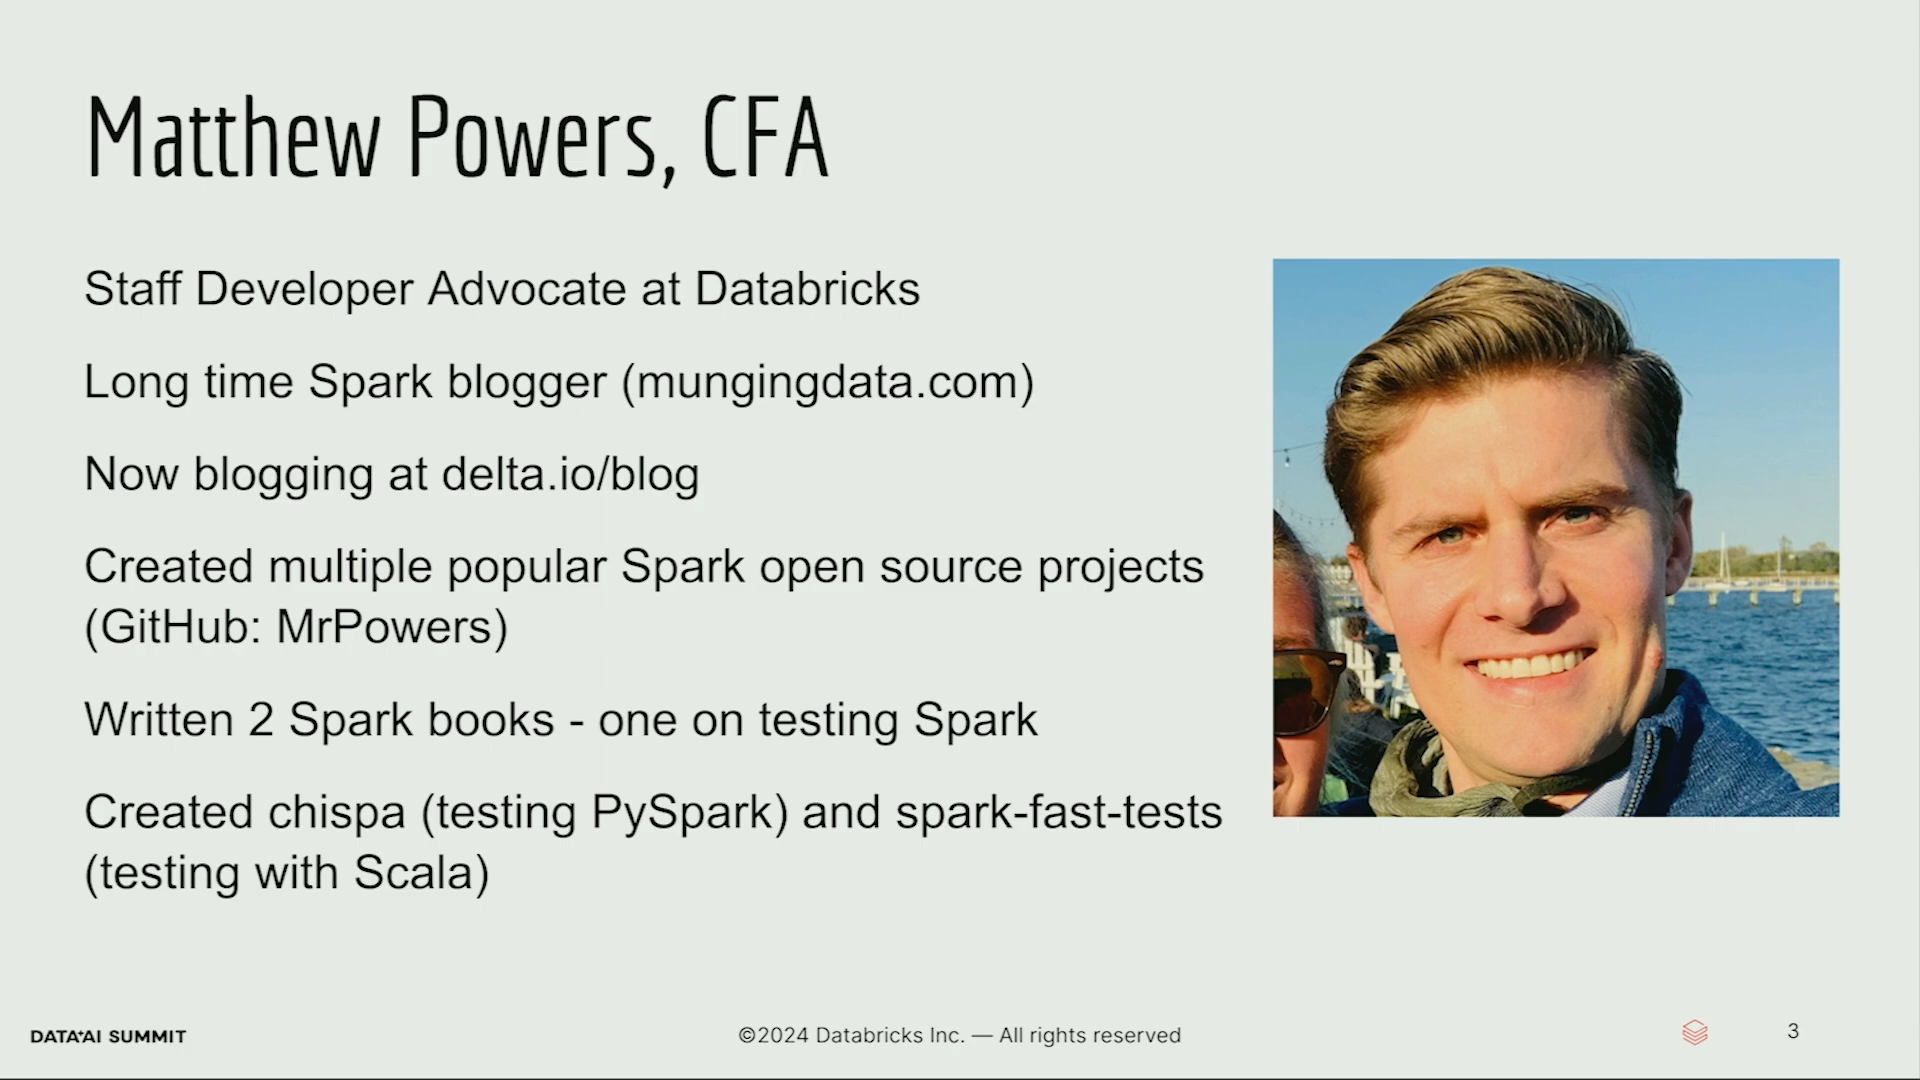 Matthew Powers, CFA
Staff Developer Advocate at Databricks
Long time Spark blogger (mungingdata.com)
Now blogging at delta.io/blog
Created multiple popular Spark open source projects
(GitHub: MrPowers)
Written 2 Spark books - one on testing Spark
Created chispa (testing PySpark) and spark-fast-tests
(testing with Scala)
DATA+AI SUMMIT
©2024 Databricks Inc. — All rights reserved
3